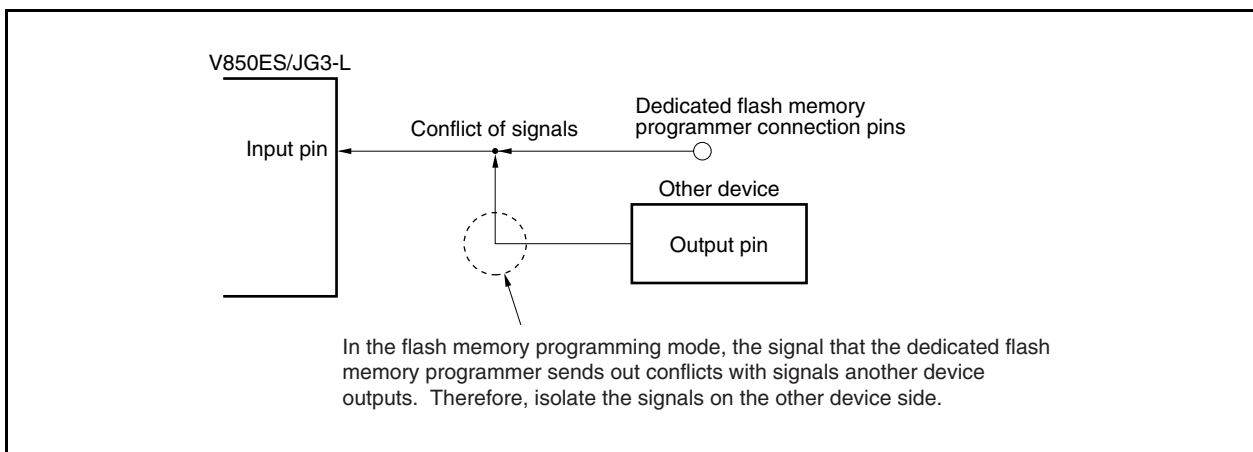 V850ES/JG3-L
Dedicated flash memory
programmer connection pins
Conflict of signals
Input pin
Other device
Output pin
In the flash memory programming mode, the signal that the dedicated flash
memory programmer sends out conflicts with signals another device
outputs.  Therefore, isolate the signals on the other device side.